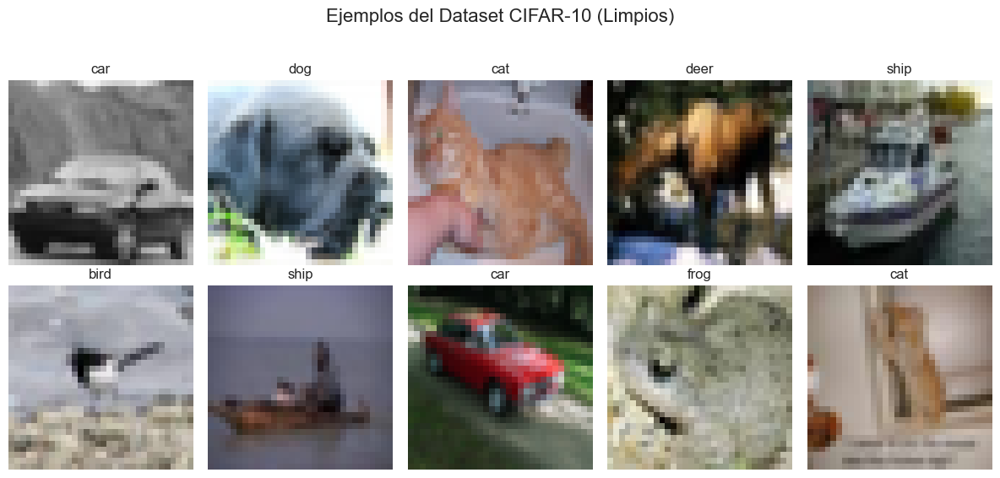 Ejemplos del Dataset CIFAR-10 (Limpios)
car
dog
cat
deer
ship
bird
ship
car
frog
cat